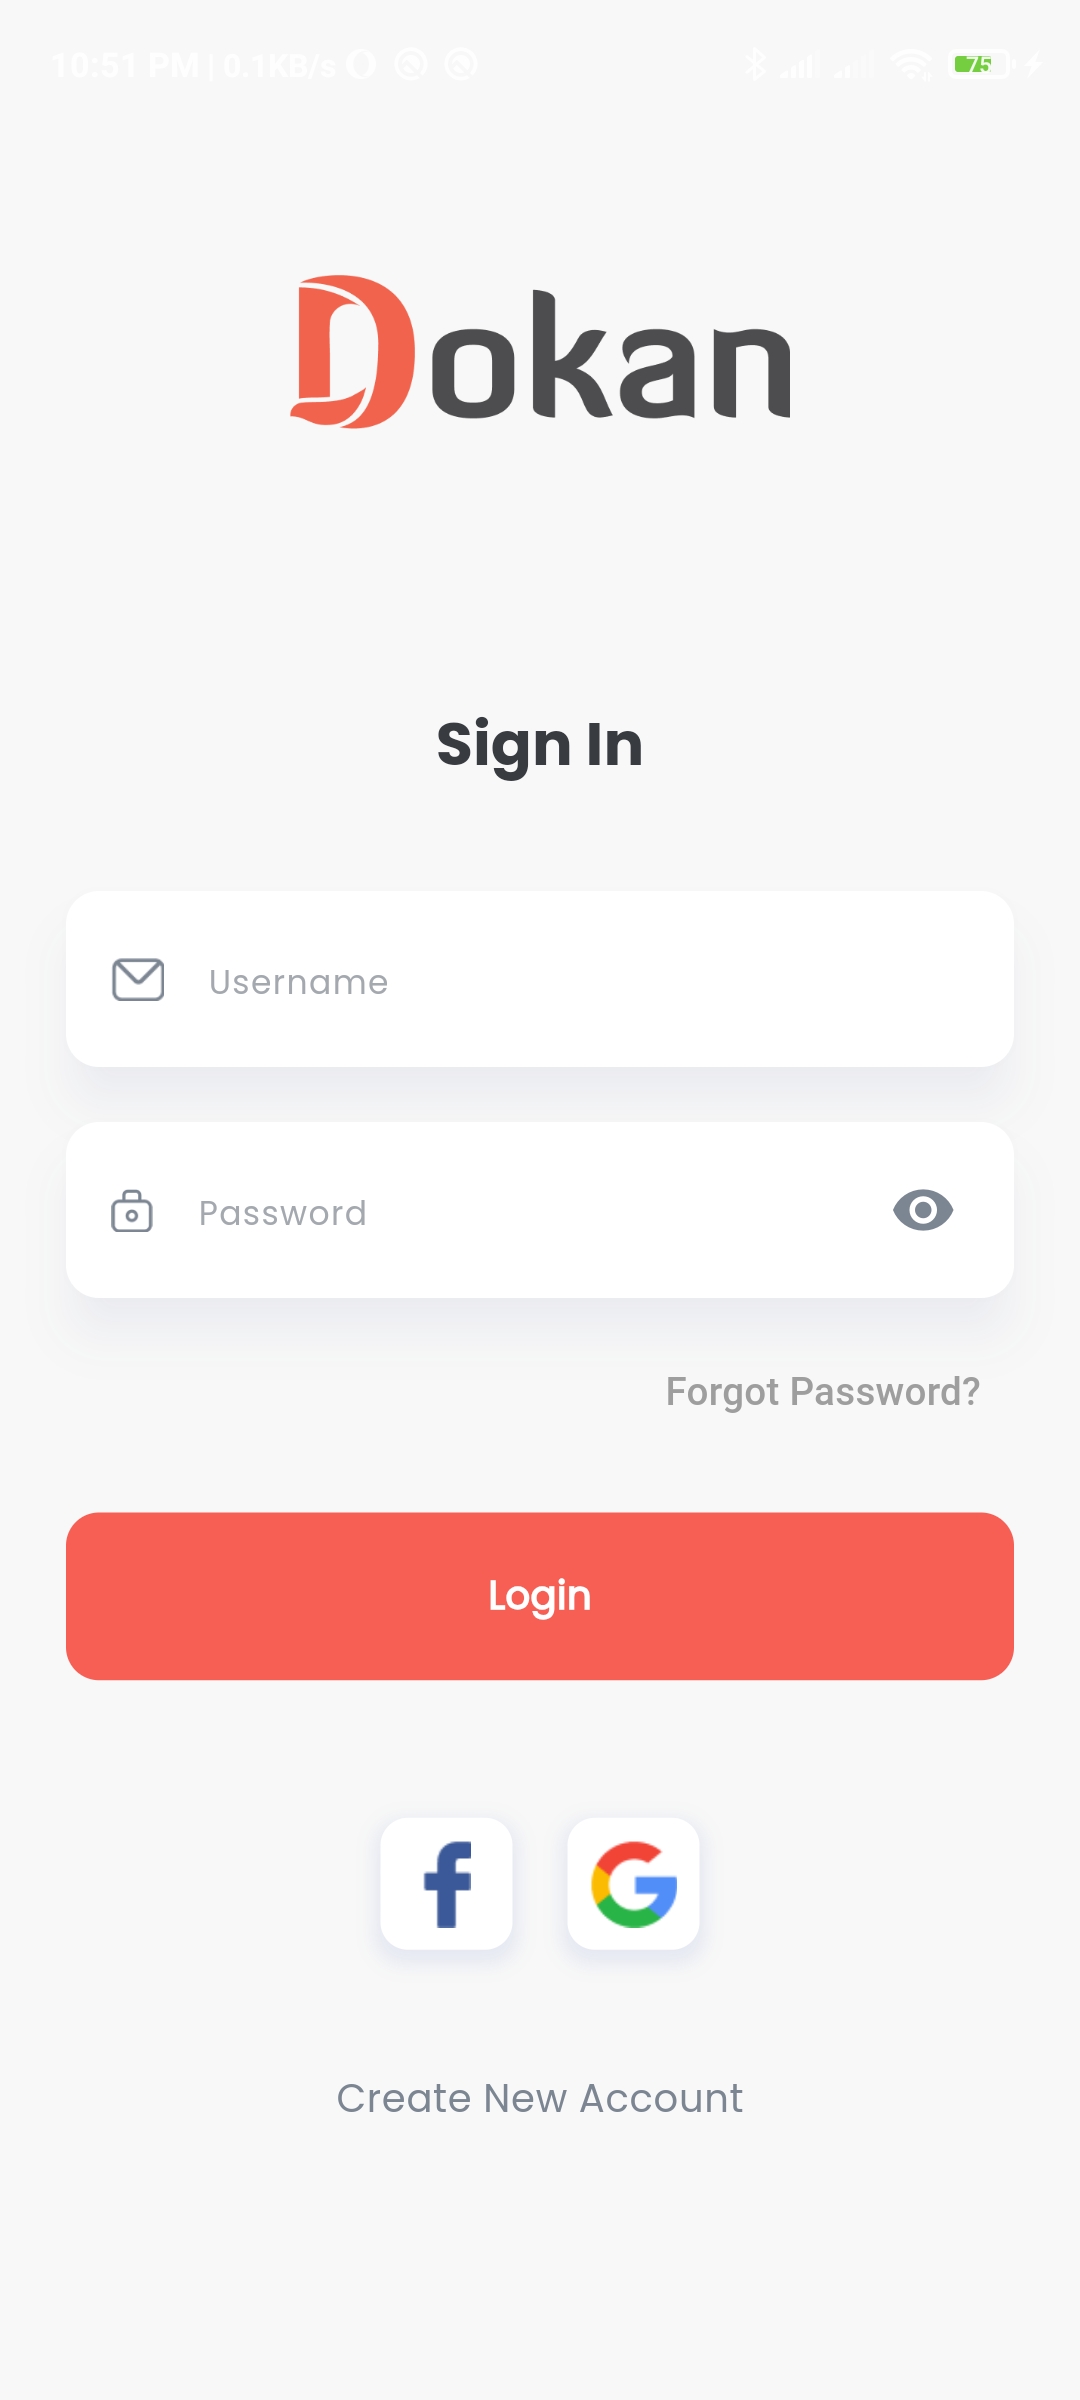 10:51 PM | 0.1KB/s
75
Dokan
Sign In
Username
Password
Forgot Password?
Login
Create New Account